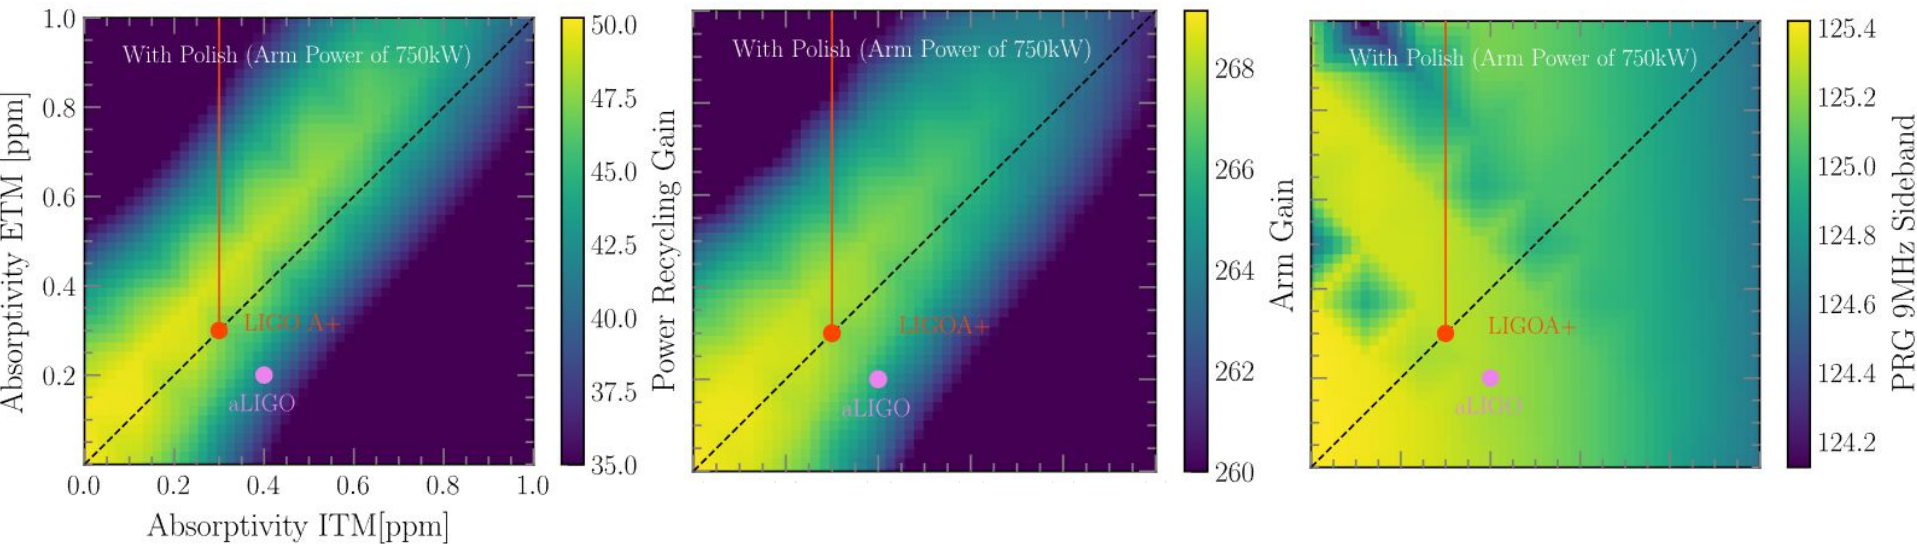 With Polish (Arm Power of 750kW)
LIGO A+
aLIGO
1.0
0.8
0.6
0.4
0.2
0.0 0.2 0.4 0.6 0.8 1.0
Absorptivity ETM [ppm]
Absorptivity ITM[ppm]
50.0
47.5
45.0
42.5
40.0
37.5
35.0
Power Recycling Gain
With Polish (Arm Power of 750kW)
LIGOA+
aLIGO
268
266
264
262
260
Arm Gain
With Polish (Arm Power of 750kW)
LIGOA+
aLIGO
125.4
125.2
125.0
124.8
124.6
124.4
124.2
PRG 9MHz Sideband